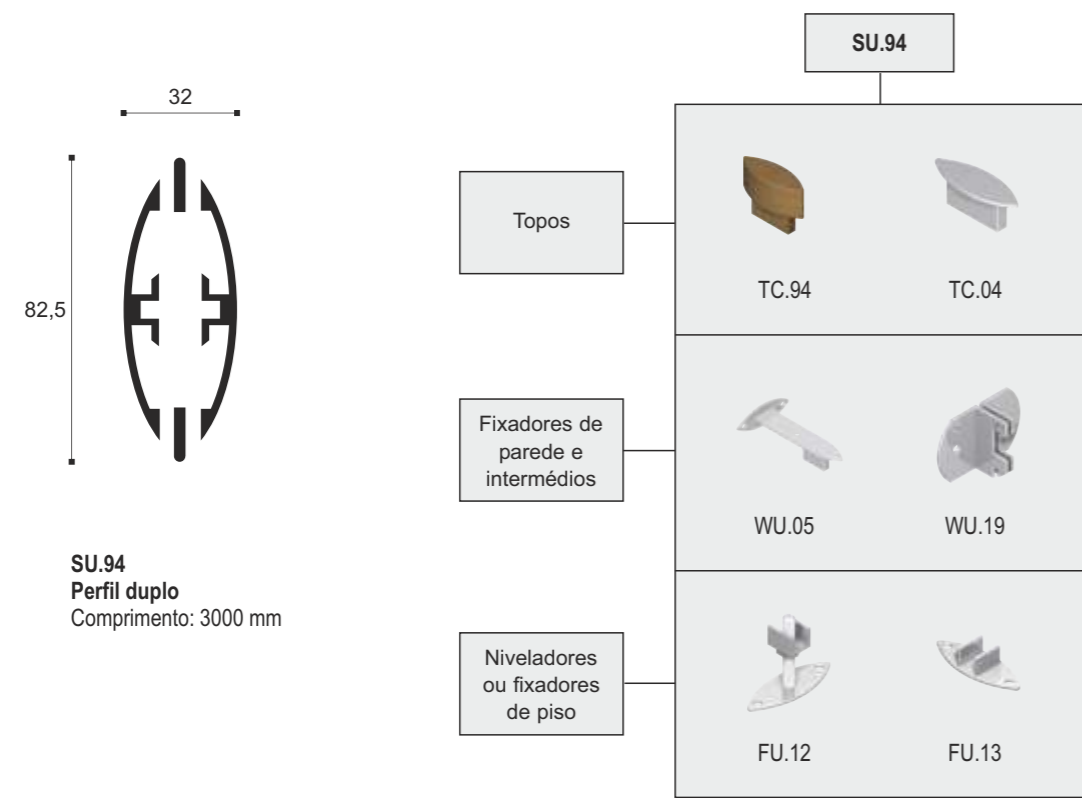 32
82,5
SU.94
Perfil duplo
Comprimento: 3000 mm
SU.94
Topos
TC.94
TC.04
Fixadores de
parede e
intermédios
WU.05
WU.19
Niveladores
ou fixadores
de piso
FU.12
FU.13